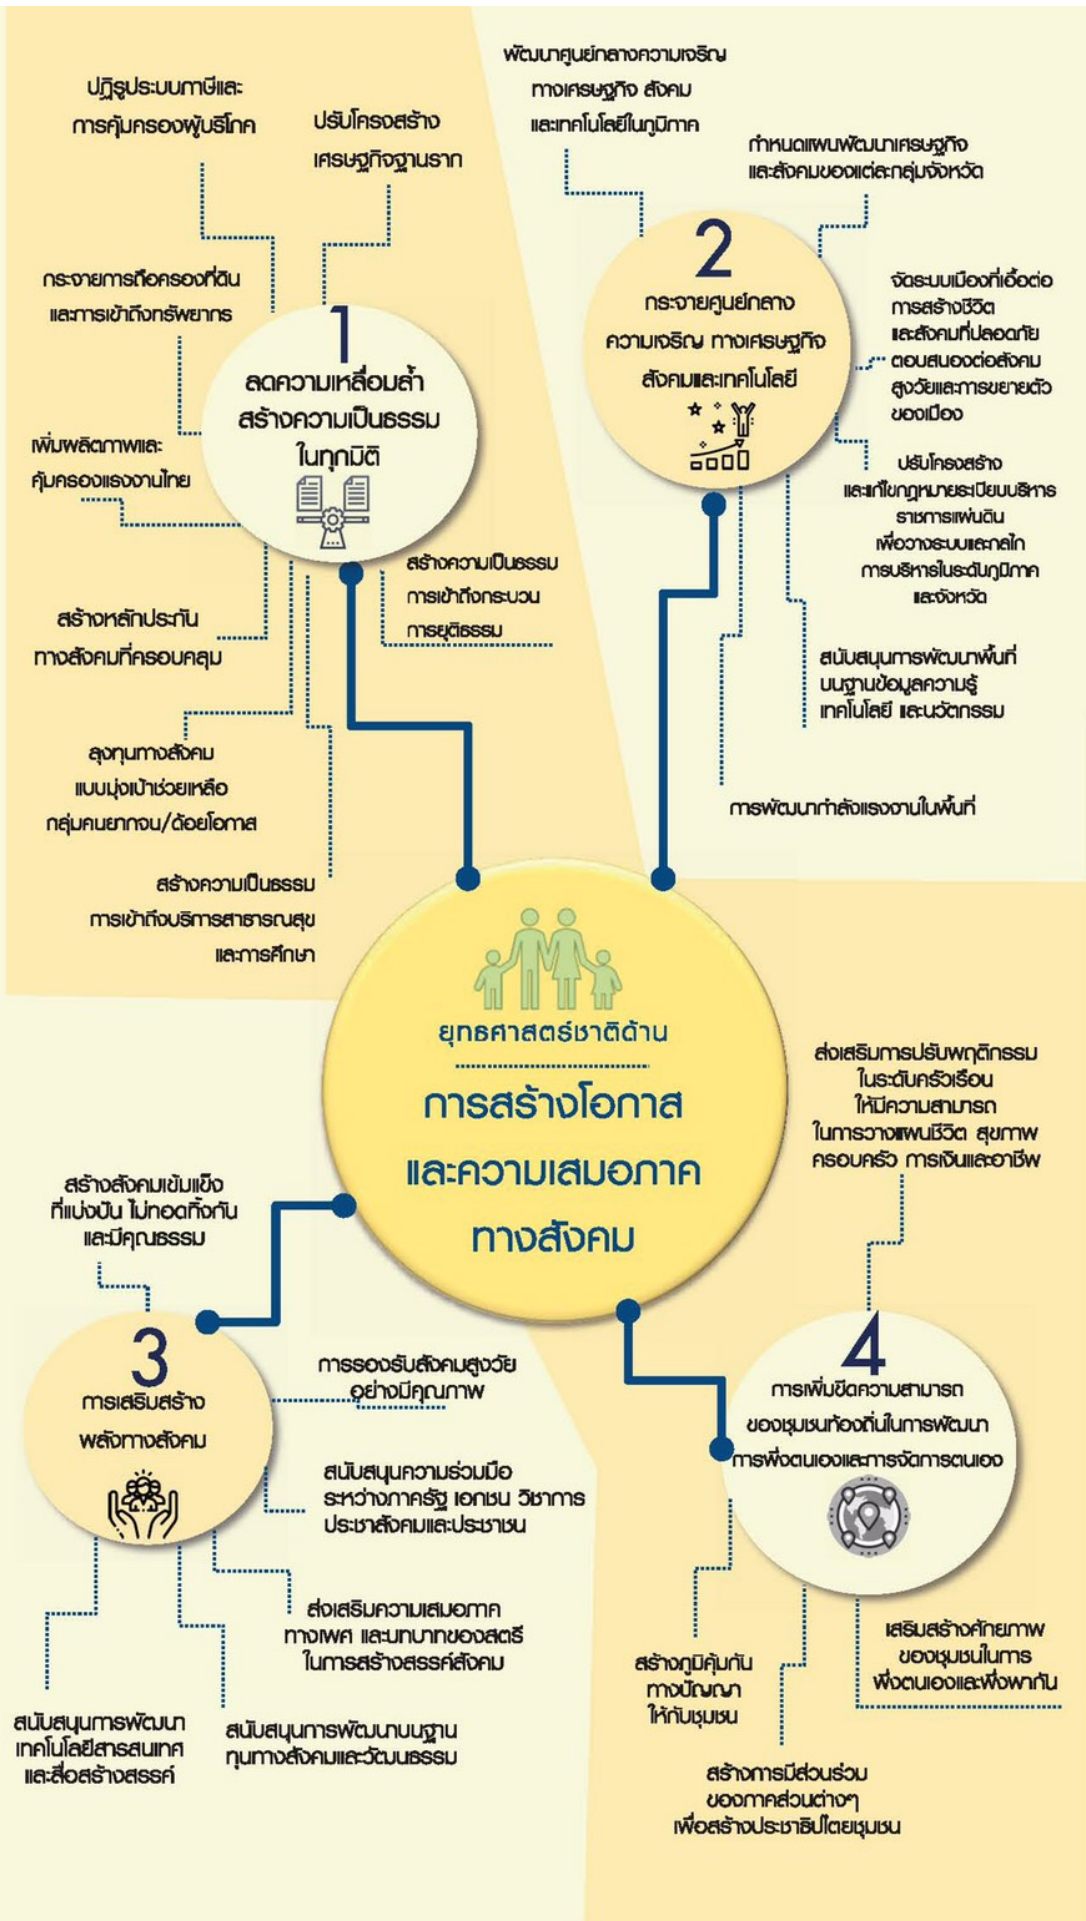 ปฏิรูประบบภาษีและ
การคุ้มครองผู้บริโภค
ปรับโครงสร้าง
เศรษฐกิจฐานราก
กระจายการถือครองที่ดิน
และการเข้าถึงทรัพยากร
1
ลดความเหลื่อมล้ำ
สร้างความเป็นธรรม
ในทุกมิติ
เพิ่มผลิตภาพและ
คุ้มครองแรงงานไทย
สร้างความเป็นธรรม
การเข้าถึงกระบวน
การยุติธรรม
สร้างหลักประกัน
ทางสังคมที่ครอบคลุม
ลงทุนทางสังคม
แบบมุ่งเป้าช่วยเหลือ
กลุ่มคนยากจน/ด้อยโอกาส
สร้างความเป็นธรรม
การเข้าถึงบริการสาธารณสุข
และการศึกษา
พัฒนาศูนย์กลางความเจริญ
ทางเศรษฐกิจ สังคม
และเทคโนโลยีในภูมิภาค
กำหนดแผนพัฒนาเศรษฐกิจ
และสังคมของแต่ละกลุ่มจังหวัด
2
กระจายศูนย์กลาง
ความเจริญ ทางเศรษฐกิจ
สังคมและเทคโนโลยี
จัดระบบเมืองที่เอื้อต่อ
การสร้างชีวิต
และสังคมที่ปลอดภัย
ตอบสนองต่อสังคม
สูงวัยและการขยายตัว
ของเมือง
ปรับโครงสร้าง
และแก้ไขกฎหมายระเบียบบริหาร
ราชการแผ่นดิน
เพื่อวางระบบและกลไก
การบริหารในระดับภูมิภาค
และจังหวัด
สนับสนุนการพัฒนาพื้นที่
บนฐานข้อมูลความรู้
เทคโนโลยี และนวัตกรรม
การพัฒนากำลังแรงงานในพื้นที่
ยุทธศาสตร์ชาติด้าน
การสร้างโอกาส
และความเสมอภาค
ทางสังคม
สร้างสังคมเข้มแข็ง
ที่แบ่งปัน ไม่ทอดทิ้งกัน
และมีคุณธรรม
3
การเสริมสร้าง
พลังทางสังคม
การรองรับสังคมสูงวัย
อย่างมีคุณภาพ
สนับสนุนความร่วมมือ
ระหว่างภาครัฐ เอกชน วิชาการ
ประชาสังคมและประชาชน
ส่งเสริมความเสมอภาค
ทางเพศ และบทบาทของสตรี
ในการสร้างสรรค์สังคม
สนับสนุนการพัฒนา
เทคโนโลยีสารสนเทศ
และสื่อสร้างสรรค์
สนับสนุนการพัฒนาบนฐาน
ทุนทางสังคมและวัฒนธรรม
ส่งเสริมการปรับพฤติกรรม
ในระดับครัวเรือน
ให้มีความสามารถ
ในการวางแผนชีวิต สุขภาพ
ครอบครัว การเงินและอาชีพ
4
การเพิ่มขีดความสามารถ
ของชุมชนท้องถิ่นในการพัฒนา
การพึ่งตนเองและการจัดการตนเอง
เสริมสร้างศักยภาพ
ของชุมชนในการ
พึ่งตนเองและพึ่งพากัน
สร้างภูมิคุ้มกัน
ทางปัญญา
ให้กับชุมชน
สร้างการมีส่วนร่วม
ของภาคส่วนต่างๆ
เพื่อสร้างประชาธิปไตยชุมชน